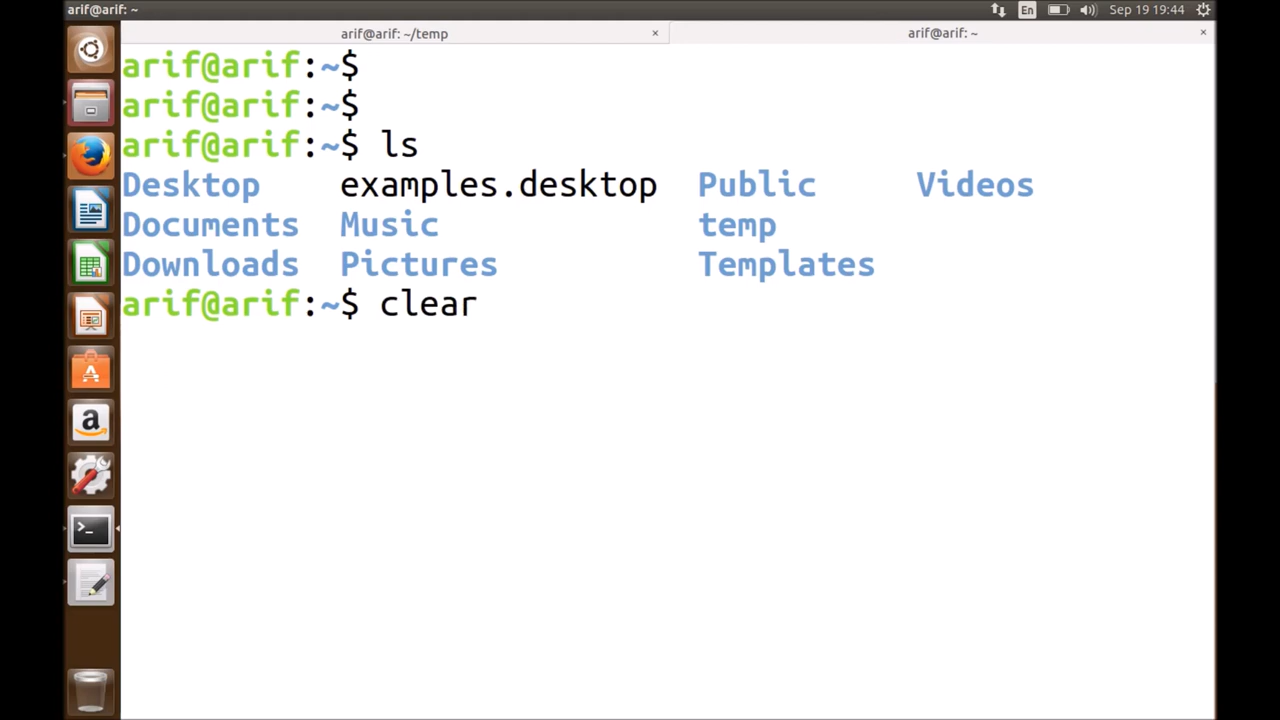 arif@arif: ~
En
Sep 19 19:44
arif@arif: ~/temp × arif@arif: ~ ×
arif@arif:~$
arif@arif:~$
arif@arif:~$ ls
Desktop examples.desktop Public Videos
Documents Music temp
Downloads Pictures Templates
arif@arif:~$ clear